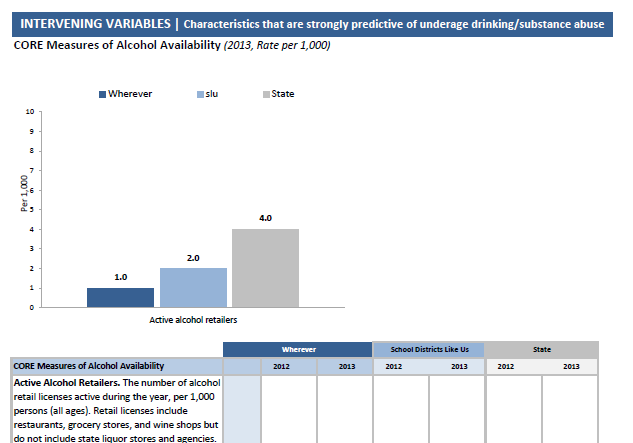 INTERVENING VARIABLES | Characteristics that are strongly predictive of underage drinking/substance abuse
CORE Measures of Alcohol Availability (2013, Rate per 1,000)
Wherever slu State
10
9
8
7
6
5
4
3
2
1
0
Per 1,000
1.0
2.0
4.0
Active alcohol retailers
Wherever School Districts Like Us State
CORE Measures of Alcohol Availability 2012 2013 2012 2013 2012 2013
Active Alcohol Retailers. The number of alcohol
retail licenses active during the year, per 1,000
persons (all ages). Retail licenses include
restaurants, grocery stores, and wine shops but
do not include state liquor stores and agencies.